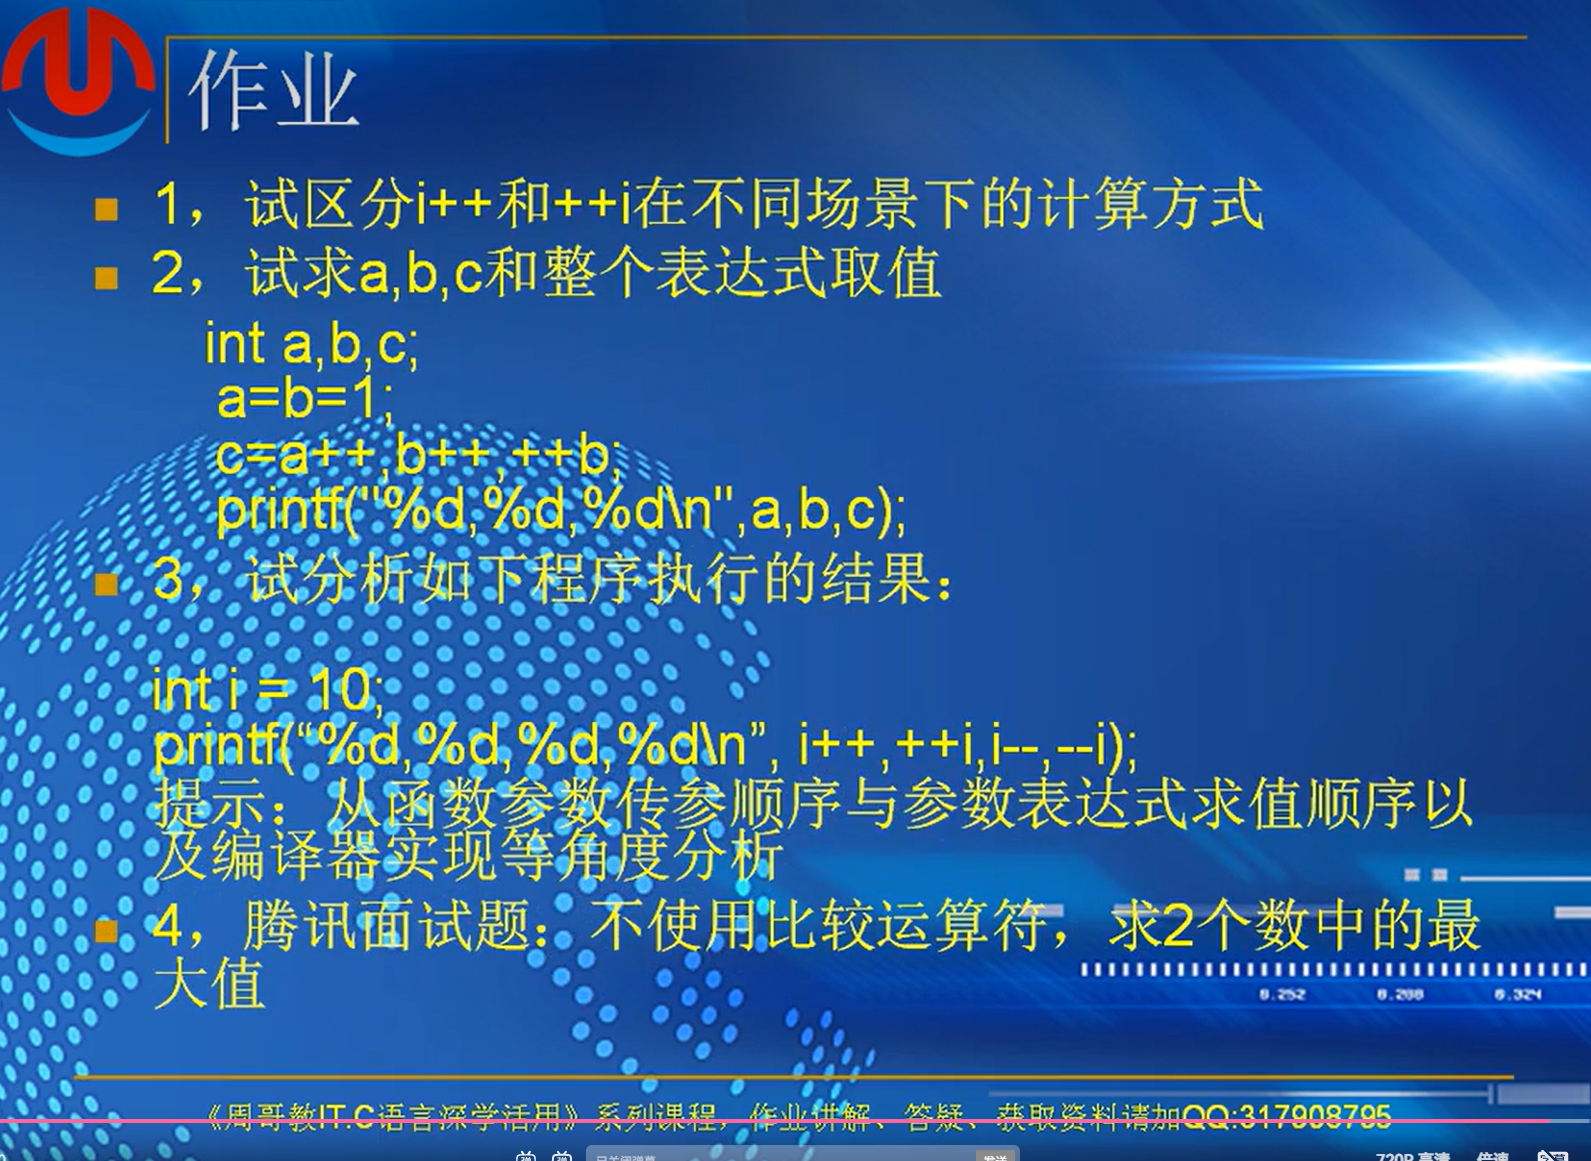 作业
1，试区分i++和++i在不同场景下的计算方式
2，试求a,b,c和整个表达式取值
int a,b,c;
a=b=1;
c=a++,b++,++b;
printf("%d,%d,%d\n",a,b,c);
3，试分析如下程序执行的结果：
int i = 10;
printf(“%d,%d,%d,%d\n”, i++,++i,i--,--i);
提示：从函数参数传参顺序与参数表达式求值顺序以
及编译器实现等角度分析
4，腾讯面试题：不使用比较运算符，求2个数中的最
大值
0.252 0.288 0.324
《周哥教IT.C语言深学活用》系列课程，作业讲解、答疑、获取资料请加QQ:317908795
已关闭弹幕 发送 720P 高清 倍速